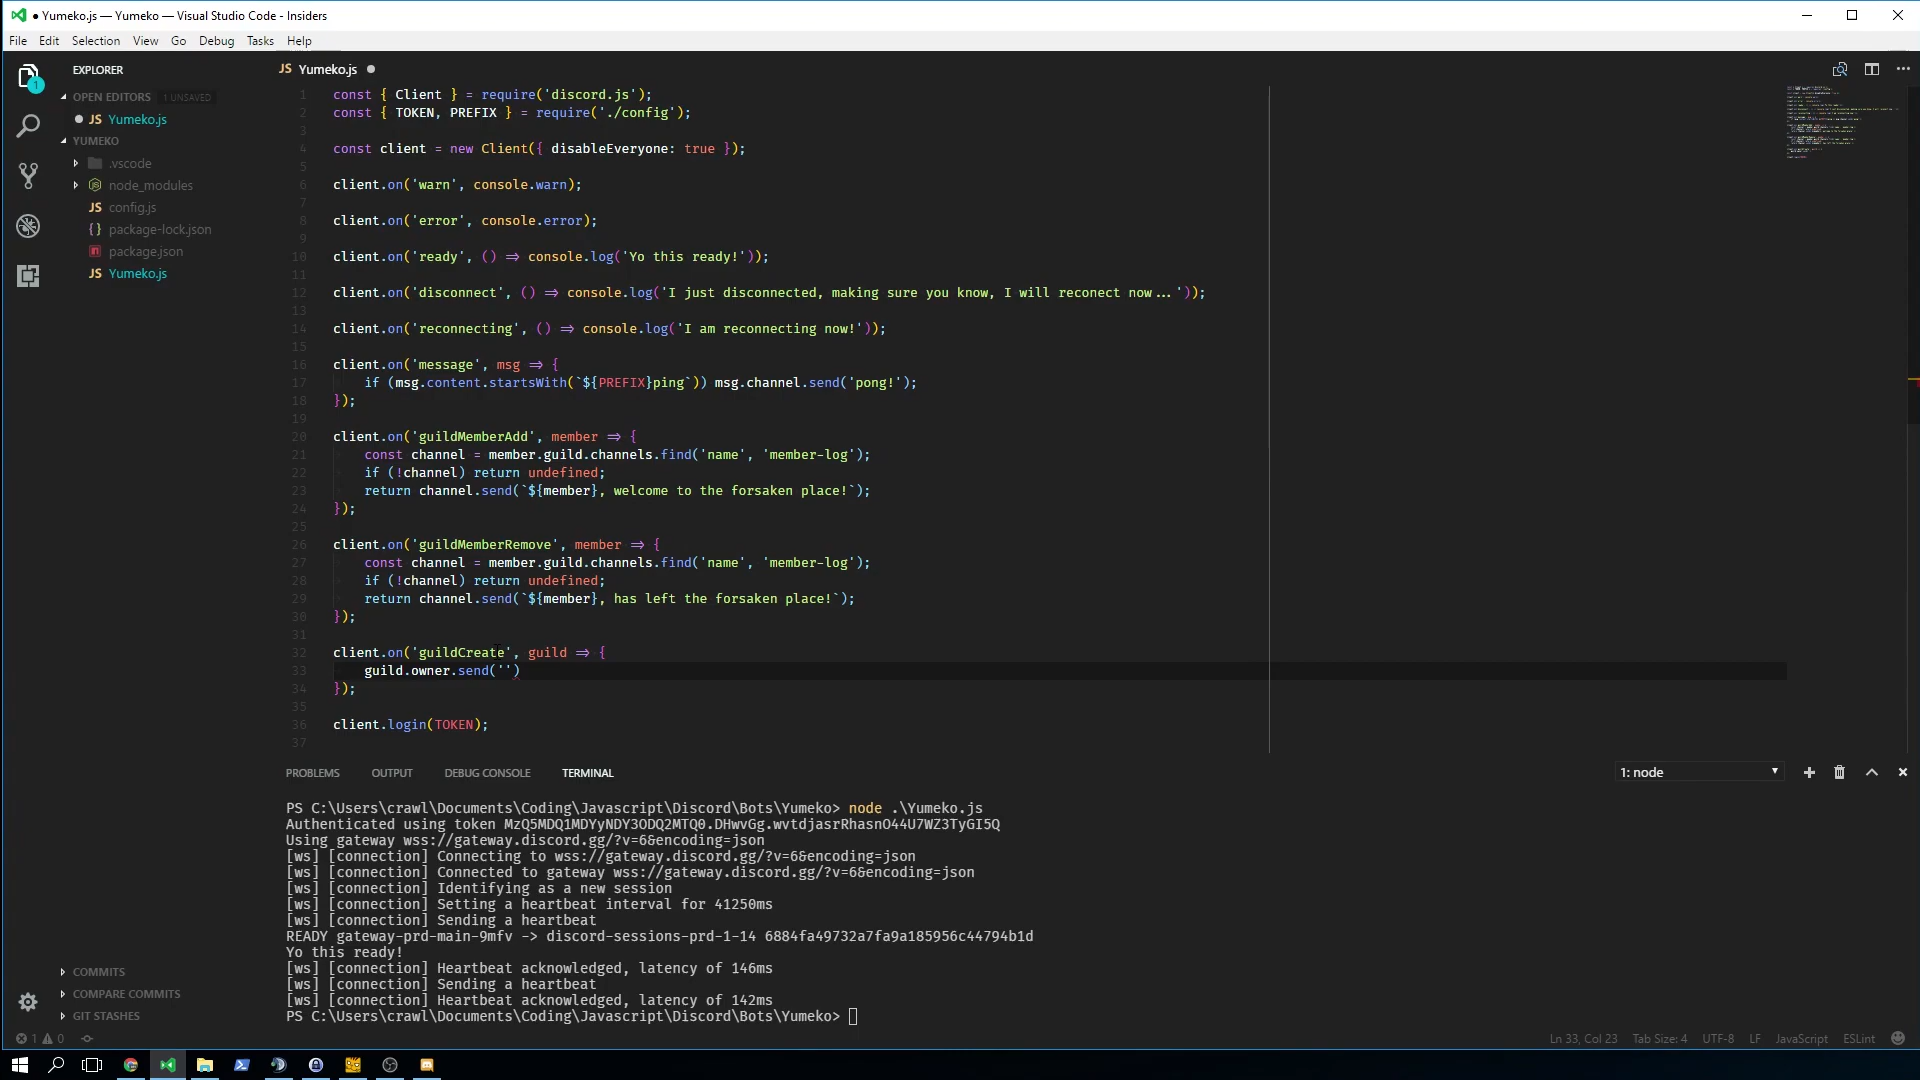 ● Yumeko.js — Yumeko — Visual Studio Code - Insiders
File Edit Selection View Go Debug Tasks Help
EXPLORER
OPEN EDITORS 1 UNSAVED
JS Yumeko.js
YUMEKO
.vscode
node_modules
JS config.js
{ } package-lock.json
package.json
JS Yumeko.js
COMMITS
COMPARE COMMITS
GIT STASHES
1
JS Yumeko.js ●
1 const { Client } = require('discord.js');
2 const { TOKEN, PREFIX } = require('./config');
3
4 const client = new Client({ disableEveryone: true });
5
6 client.on('warn', console.warn);
7
8 client.on('error', console.error);
9
10 client.on('ready', () => console.log('Yo this ready!'));
11
12 client.on('disconnect', () => console.log('I just disconnected, making sure you know, I will reconect now...'));
13
14 client.on('reconnecting', () => console.log('I am reconnecting now!'));
15
16 client.on('message', msg => {
17 if (msg.content.startsWith(`${PREFIX}ping`)) msg.channel.send('pong!');
18 });
19
20 client.on('guildMemberAdd', member => {
21 const channel = member.guild.channels.find('name', 'member-log');
22 if (!channel) return undefined;
23 return channel.send(`${member}, welcome to the forsaken place!`);
24 });
25
26 client.on('guildMemberRemove', member => {
27 const channel = member.guild.channels.find('name', 'member-log');
28 if (!channel) return undefined;
29 return channel.send(`${member}, has left the forsaken place!`);
30 });
31
32 client.on('guildCreate', guild => {
33 guild.owner.send('')
34 });
35
36 client.login(TOKEN);
37
PROBLEMS OUTPUT DEBUG CONSOLE TERMINAL 1: node
PS C:\Users\crawl\Documents\Coding\Javascript\Discord\Bots\Yumeko> node .\Yumeko.js
Authenticated using token MzQ5MDQ1MDYyNDY3ODQ2MTQ0.DHwvGg.wvtdjasrRhasnO44U7WZ3TyGI5Q
Using gateway wss://gateway.discord.gg/?v=6&encoding=json
[ws] [connection] Connecting to wss://gateway.discord.gg/?v=6&encoding=json
[ws] [connection] Connected to gateway wss://gateway.discord.gg/?v=6&encoding=json
[ws] [connection] Identifying as a new session
[ws] [connection] Setting a heartbeat interval for 41250ms
[ws] [connection] Sending a heartbeat
READY gateway-prd-main-9mfv -> discord-sessions-prd-1-14 6884fa49732a7fa9a185956c44794b1d
Yo this ready!
[ws] [connection] Heartbeat acknowledged, latency of 146ms
[ws] [connection] Sending a heartbeat
[ws] [connection] Heartbeat acknowledged, latency of 142ms
PS C:\Users\crawl\Documents\Coding\Javascript\Discord\Bots\Yumeko>
1 0 Ln 33, Col 23 Tab Size: 4 UTF-8 LF JavaScript ESLint